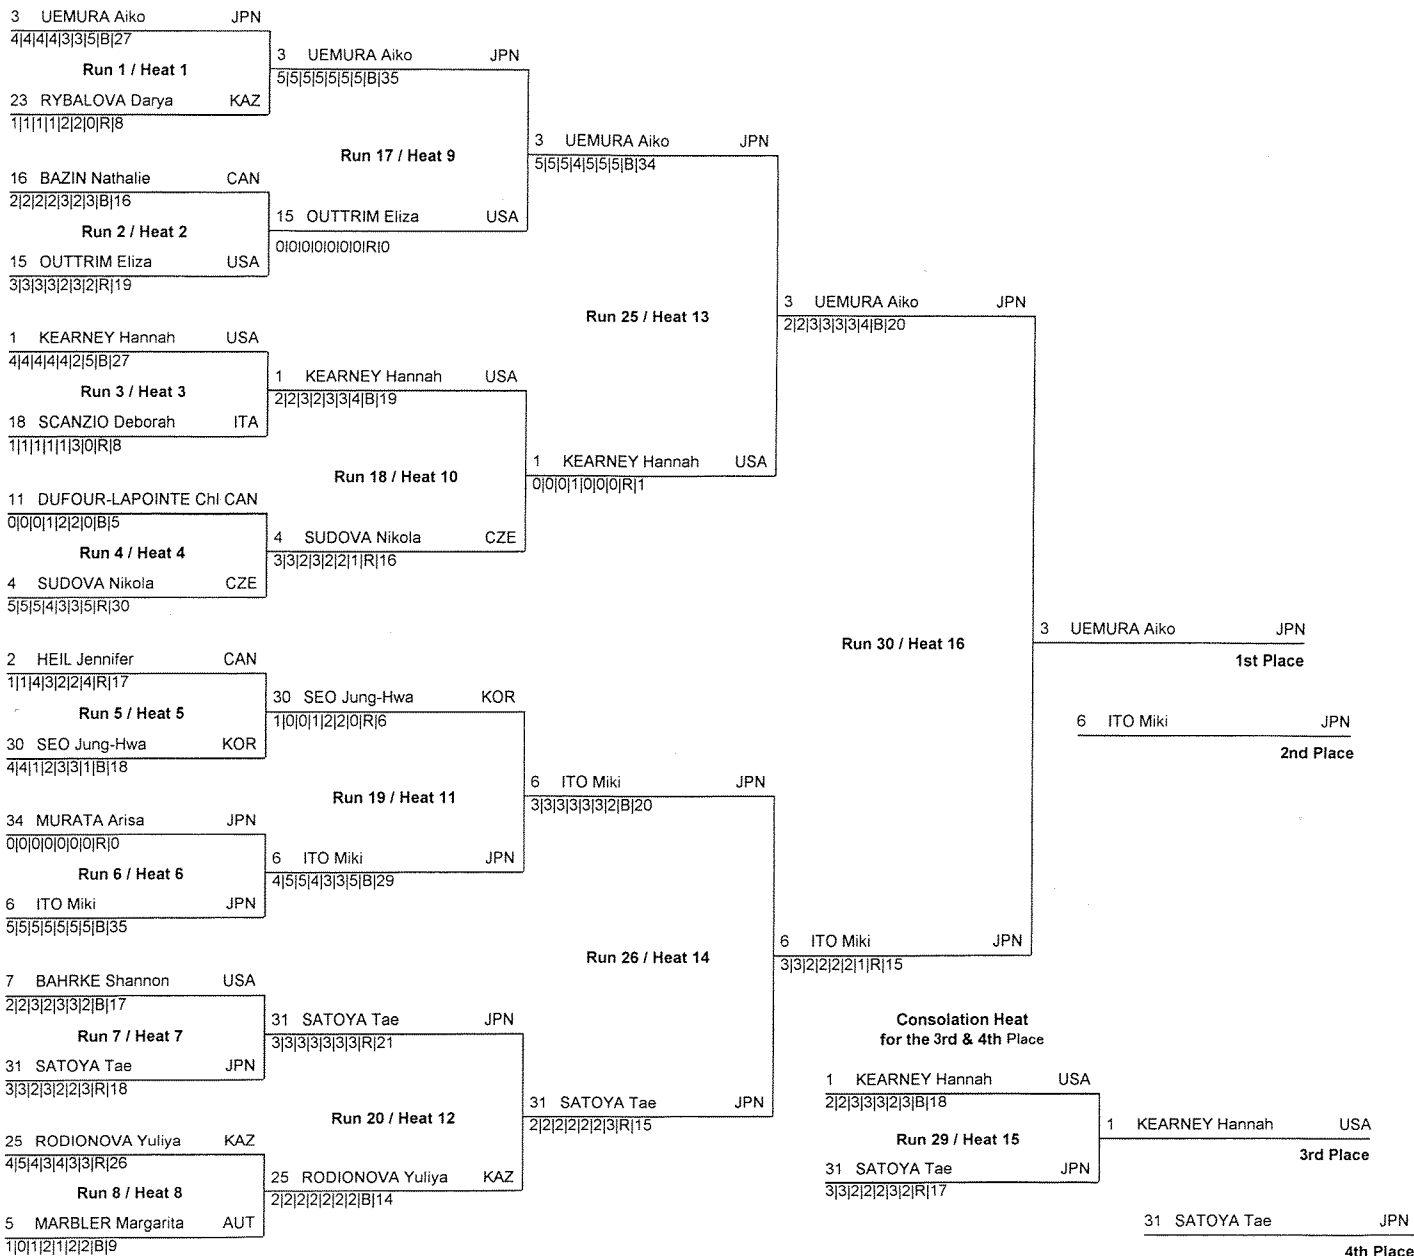 3 UEMURA Aiko JPN
4|4|4|4|3|3|5|B|27
Run 1 / Heat 1
23 RYBALOVA Darya KAZ
1|1|1|1|2|2|0|R|8
16 BAZIN Nathalie CAN
2|2|2|2|3|2|3|B|16
Run 2 / Heat 2
15 OUTTRIM Eliza USA
3|3|3|3|2|3|2|R|19
1 KEARNEY Hannah USA
4|4|4|4|4|2|5|B|27
Run 3 / Heat 3
18 SCANZIO Deborah ITA
1|1|1|1|1|3|0|R|8
11 DUFOUR-LAPOINTE Chl CAN
0|0|0|1|2|2|0|B|5
Run 4 / Heat 4
4 SUDOVA Nikola CZE
5|5|5|4|3|3|5|R|30
2 HEIL Jennifer CAN
1|1|4|3|2|2|4|R|17
Run 5 / Heat 5
30 SEO Jung-Hwa KOR
4|4|1|2|3|3|1|B|18
34 MURATA Arisa JPN
0|0|0|0|0|0|0|R|0
Run 6 / Heat 6
6 ITO Miki JPN
5|5|5|5|5|5|5|B|35
7 BAHRKE Shannon USA
2|2|3|2|3|3|2|B|17
Run 7 / Heat 7
31 SATOYA Tae JPN
3|3|2|3|2|2|3|R|18
25 RODIONOVA Yuliya KAZ
4|5|4|3|4|3|3|R|26
Run 8 / Heat 8
5 MARBLER Margarita AUT
1|0|1|2|1|2|2|B|9
3 UEMURA Aiko JPN
5|5|5|5|5|5|5|B|35
Run 17 / Heat 9
15 OUTTRIM Eliza USA
0|0|0|0|0|0|0|R|0
1 KEARNEY Hannah USA
2|2|3|2|3|3|4|B|19
Run 18 / Heat 10
4 SUDOVA Nikola CZE
3|3|2|3|2|2|1|R|16
30 SEO Jung-Hwa KOR
1|0|0|1|2|2|0|R|6
Run 19 / Heat 11
6 ITO Miki JPN
4|5|5|4|3|3|5|B|29
31 SATOYA Tae JPN
3|3|3|3|3|3|3|R|21
Run 20 / Heat 12
25 RODIONOVA Yuliya KAZ
2|2|2|2|2|2|2|B|14
3 UEMURA Aiko JPN
5|5|5|4|5|5|5|B|34
Run 25 / Heat 13
1 KEARNEY Hannah USA
0|0|0|1|0|0|0|R|1
6 ITO Miki JPN
3|3|3|3|3|3|2|B|20
Run 26 / Heat 14
31 SATOYA Tae JPN
2|2|2|2|2|2|3|R|15
3 UEMURA Aiko JPN
2|2|3|3|3|3|4|B|20
Run 30 / Heat 16
6 ITO Miki JPN
3|3|2|2|2|2|1|R|15
3 UEMURA Aiko JPN
1st Place
6 ITO Miki JPN
2nd Place
Consolation Heat
for the 3rd & 4th Place
1 KEARNEY Hannah USA
2|2|3|3|3|2|3|B|18
Run 29 / Heat 15
31 SATOYA Tae JPN
3|3|2|2|2|3|2|R|17
1 KEARNEY Hannah USA
3rd Place
31 SATOYA Tae JPN
4th Place